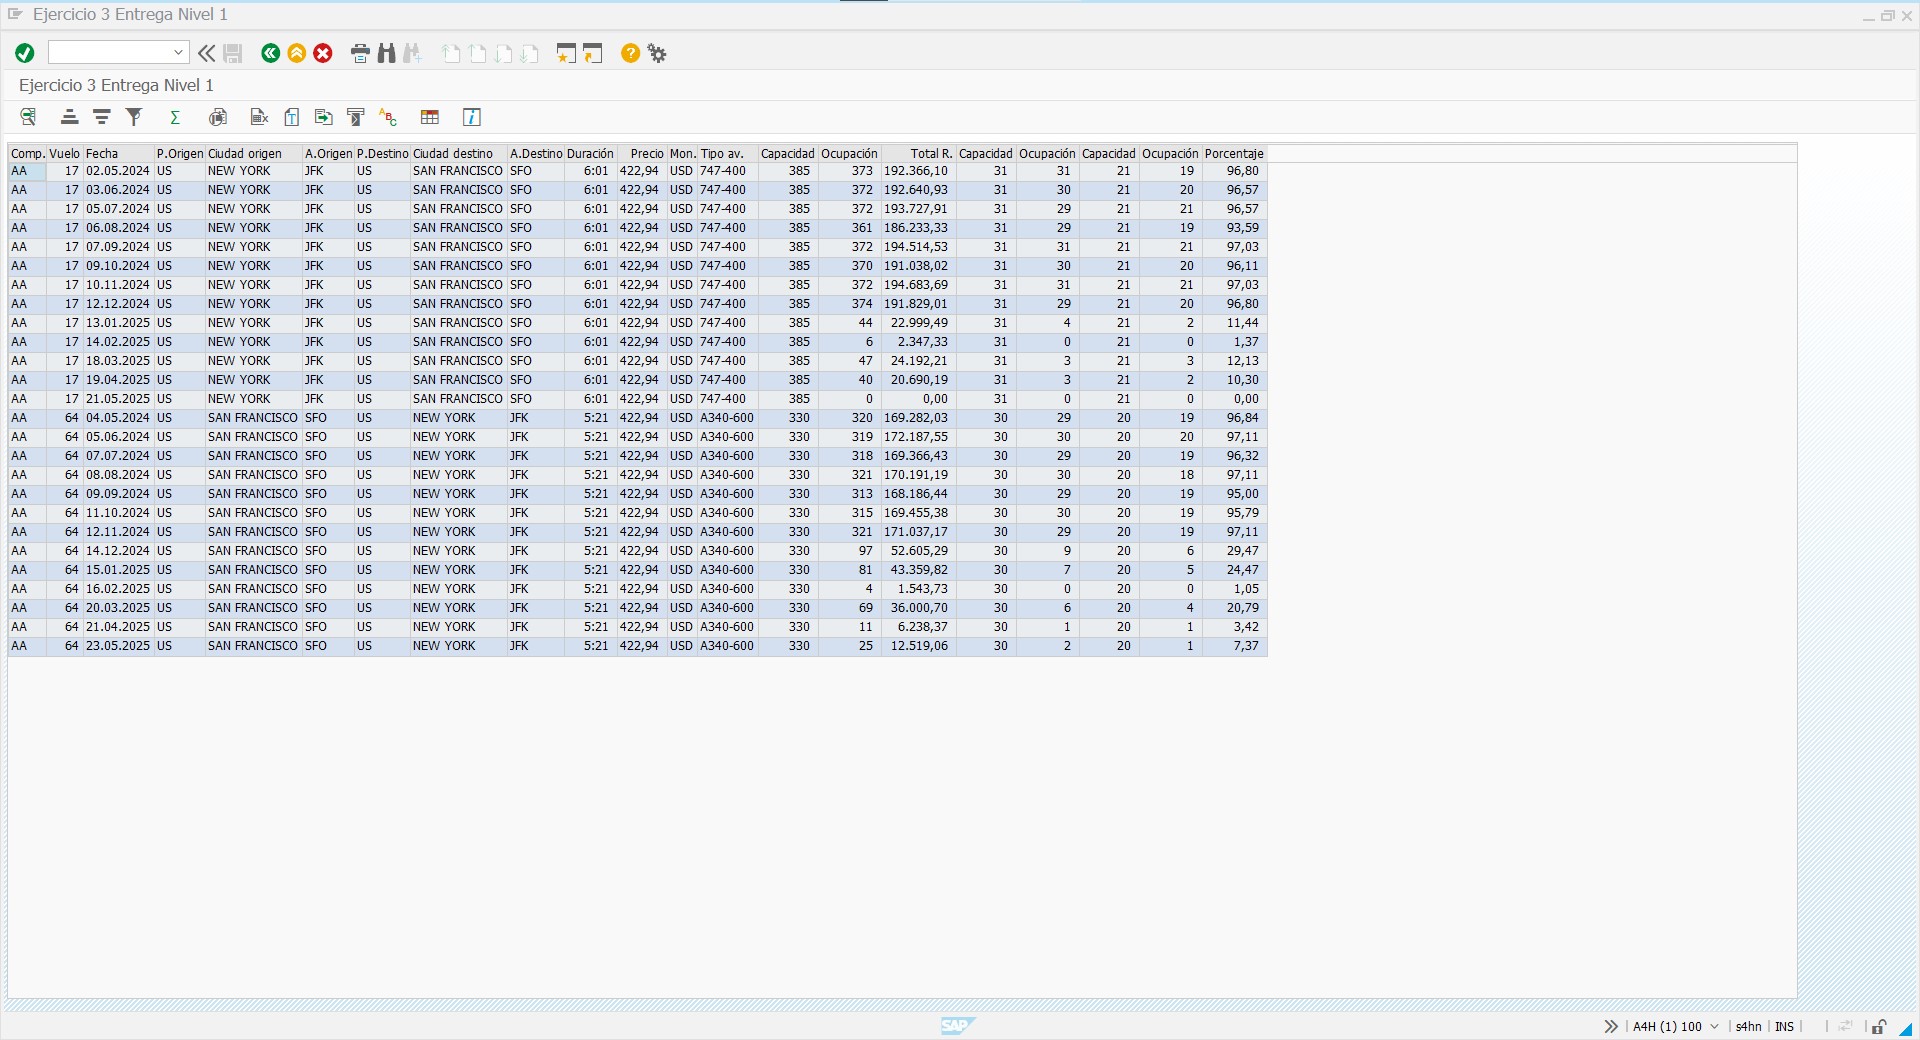 Ejercicio 3 Entrega Nivel 1
Ejercicio 3 Entrega Nivel 1
Comp. Vuelo Fecha P.Origen Ciudad origen A.Origen P.Destino Ciudad destino A.Destino Duración Precio Mon. Tipo av. Capacidad Ocupación Total R. Capacidad Ocupación Capacidad Ocupación Porcentaje
AA 17 02.05.2024 US NEW YORK JFK US SAN FRANCISCO SFO 6:01 422,94 USD 747-400 385 373 192.366,10 31 31 21 19 96,80
AA 17 03.06.2024 US NEW YORK JFK US SAN FRANCISCO SFO 6:01 422,94 USD 747-400 385 372 192.640,93 31 30 21 20 96,57
AA 17 05.07.2024 US NEW YORK JFK US SAN FRANCISCO SFO 6:01 422,94 USD 747-400 385 372 193.727,91 31 29 21 21 96,57
AA 17 06.08.2024 US NEW YORK JFK US SAN FRANCISCO SFO 6:01 422,94 USD 747-400 385 361 186.233,33 31 29 21 19 93,59
AA 17 07.09.2024 US NEW YORK JFK US SAN FRANCISCO SFO 6:01 422,94 USD 747-400 385 372 194.514,53 31 31 21 21 97,03
AA 17 09.10.2024 US NEW YORK JFK US SAN FRANCISCO SFO 6:01 422,94 USD 747-400 385 370 191.038,02 31 30 21 20 96,11
AA 17 10.11.2024 US NEW YORK JFK US SAN FRANCISCO SFO 6:01 422,94 USD 747-400 385 372 194.683,69 31 31 21 21 97,03
AA 17 12.12.2024 US NEW YORK JFK US SAN FRANCISCO SFO 6:01 422,94 USD 747-400 385 374 191.829,01 31 29 21 20 96,80
AA 17 13.01.2025 US NEW YORK JFK US SAN FRANCISCO SFO 6:01 422,94 USD 747-400 385 44 22.999,49 31 4 21 2 11,44
AA 17 14.02.2025 US NEW YORK JFK US SAN FRANCISCO SFO 6:01 422,94 USD 747-400 385 6 2.347,33 31 0 21 0 1,37
AA 17 18.03.2025 US NEW YORK JFK US SAN FRANCISCO SFO 6:01 422,94 USD 747-400 385 47 24.192,21 31 3 21 3 12,13
AA 17 19.04.2025 US NEW YORK JFK US SAN FRANCISCO SFO 6:01 422,94 USD 747-400 385 40 20.690,19 31 3 21 2 10,30
AA 17 21.05.2025 US NEW YORK JFK US SAN FRANCISCO SFO 6:01 422,94 USD 747-400 385 0 0,00 31 0 21 0 0,00
AA 64 04.05.2024 US SAN FRANCISCO SFO US NEW YORK JFK 5:21 422,94 USD A340-600 330 320 169.282,03 30 29 20 19 96,84
AA 64 05.06.2024 US SAN FRANCISCO SFO US NEW YORK JFK 5:21 422,94 USD A340-600 330 319 172.187,55 30 30 20 20 97,11
AA 64 07.07.2024 US SAN FRANCISCO SFO US NEW YORK JFK 5:21 422,94 USD A340-600 330 318 169.366,43 30 29 20 19 96,32
AA 64 08.08.2024 US SAN FRANCISCO SFO US NEW YORK JFK 5:21 422,94 USD A340-600 330 321 170.191,19 30 30 20 18 97,11
AA 64 09.09.2024 US SAN FRANCISCO SFO US NEW YORK JFK 5:21 422,94 USD A340-600 330 313 168.186,44 30 29 20 19 95,00
AA 64 11.10.2024 US SAN FRANCISCO SFO US NEW YORK JFK 5:21 422,94 USD A340-600 330 315 169.455,38 30 30 20 19 95,79
AA 64 12.11.2024 US SAN FRANCISCO SFO US NEW YORK JFK 5:21 422,94 USD A340-600 330 321 171.037,17 30 29 20 19 97,11
AA 64 14.12.2024 US SAN FRANCISCO SFO US NEW YORK JFK 5:21 422,94 USD A340-600 330 97 52.605,29 30 9 20 6 29,47
AA 64 15.01.2025 US SAN FRANCISCO SFO US NEW YORK JFK 5:21 422,94 USD A340-600 330 81 43.359,82 30 7 20 5 24,47
AA 64 16.02.2025 US SAN FRANCISCO SFO US NEW YORK JFK 5:21 422,94 USD A340-600 330 4 1.543,73 30 0 20 0 1,05
AA 64 20.03.2025 US SAN FRANCISCO SFO US NEW YORK JFK 5:21 422,94 USD A340-600 330 69 36.000,70 30 6 20 4 20,79
AA 64 21.04.2025 US SAN FRANCISCO SFO US NEW YORK JFK 5:21 422,94 USD A340-600 330 11 6.238,37 30 1 20 1 3,42
AA 64 23.05.2025 US SAN FRANCISCO SFO US NEW YORK JFK 5:21 422,94 USD A340-600 330 25 12.519,06 30 2 20 1 7,37
SAP A4H (1) 100 s4hn INS